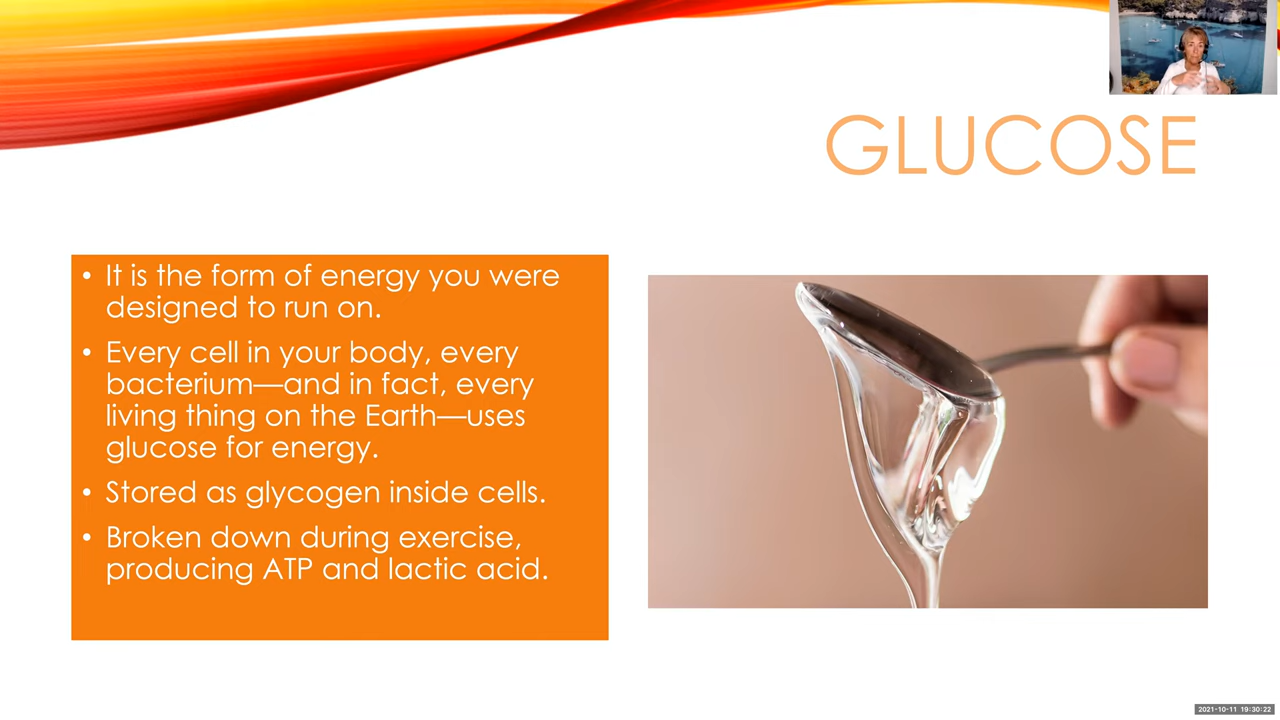 GLUCOSE
• It is the form of energy you were
designed to run on.
• Every cell in your body, every
bacterium—and in fact, every
living thing on the Earth—uses
glucose for energy.
• Stored as glycogen inside cells.
• Broken down during exercise,
producing ATP and lactic acid.
2021-10-11 19:30:22